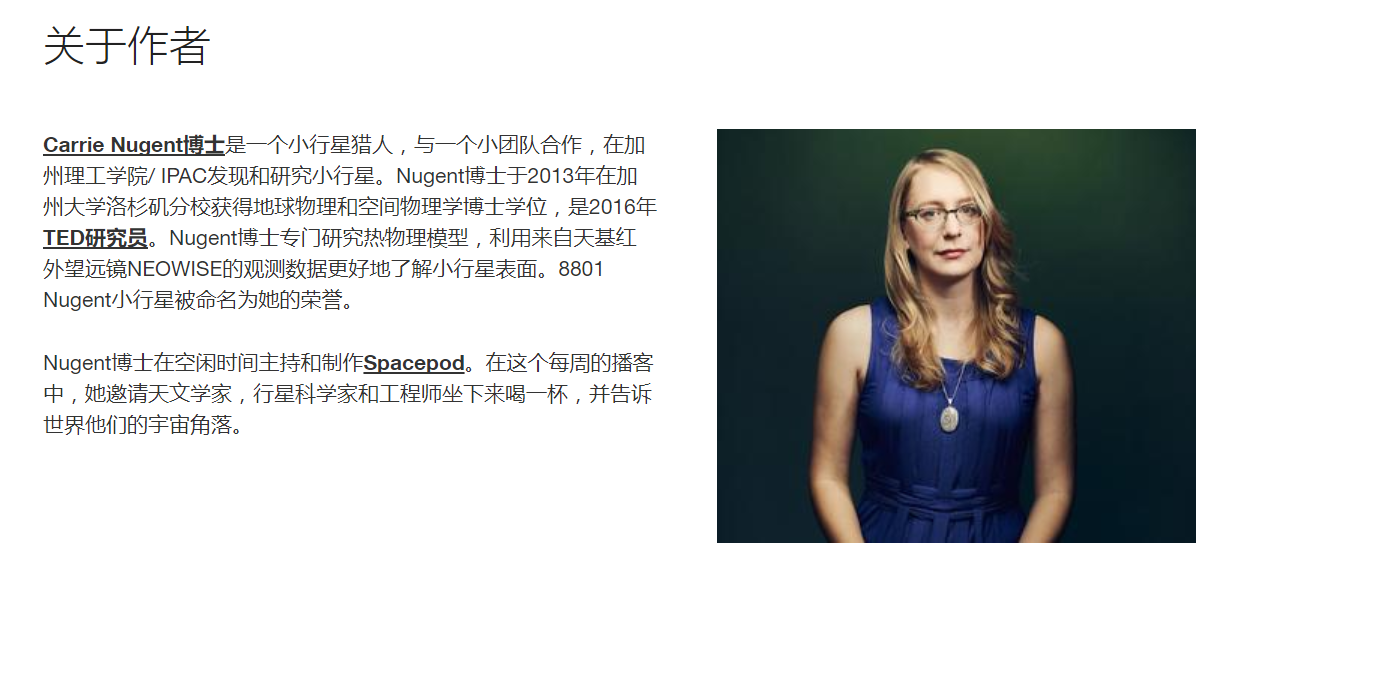 关于作者
Carrie Nugent博士是一个小行星猎人，与一个小团队合作，在加
州理工学院/ IPAC发现和研究小行星。Nugent博士于2013年在加
州大学洛杉矶分校获得地球物理和空间物理学博士学位，是2016年
TED研究员。Nugent博士专门研究热物理模型，利用来自天基红
外望远镜NEOWISE的观测数据更好地了解小行星表面。8801
Nugent小行星被命名为她的荣誉。
Nugent博士在空闲时间主持和制作Spacepod。在这个每周的播客
中，她邀请天文学家，行星科学家和工程师坐下来喝一杯，并告诉
世界他们的宇宙角落。